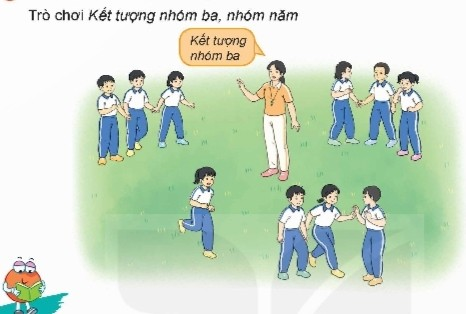 Trò chơi Kết tượng nhóm ba, nhóm năm
Kết tượng
nhóm ba